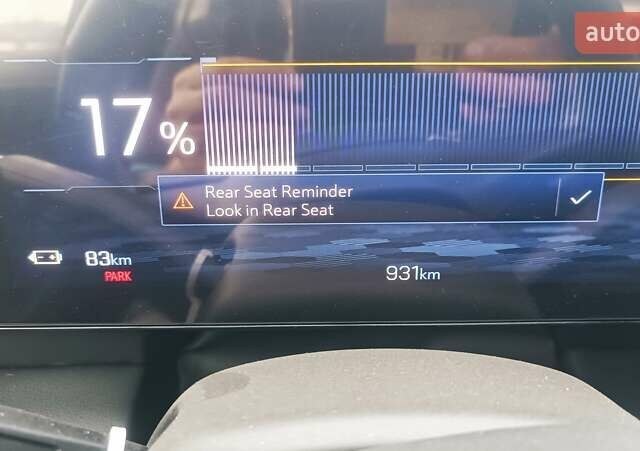 auto
17%
Rear Seat Reminder
Look in Rear Seat
83km
PARK
931km